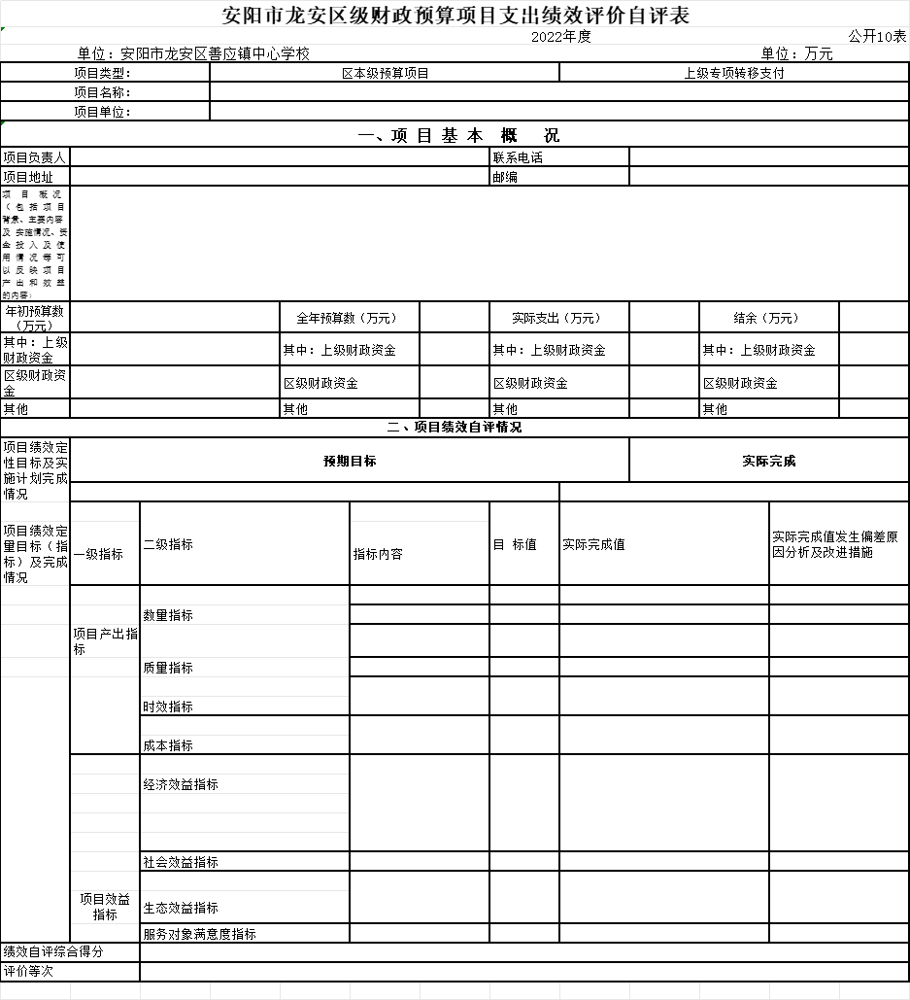 安阳市龙安区级财政预算项目支出绩效评价自评表
2022年度
公开10表
单位：安阳市龙安区善应镇中心学校
单位：万元
项目类型：
区本级预算项目
上级专项转移支付
项目名称：
项目单位：
一、项 目 基 本 概 况
项目负责人
联系电话
项目地址
邮编
项 目 概 况
（ 包 括 项 目
背景、主要内容
及 实施情况、资
金 投 入 及 使
用 情 况 等 可
以 反 映 项 目
产 出 和 效 益
的内容）
年初预算数
（万元）
全年预算数（万元）
实际支出（万元）
结余（万元）
其中：上级
财政资金
其中：上级财政资金
其中：上级财政资金
其中：上级财政资金
区级财政资
金
区级财政资金
区级财政资金
区级财政资金
其他
其他
其他
其他
二、项目绩效自评情况
项目绩效定
性目标及实
施计划完成
情况
预期目标
实际完成
项目绩效定
量目标（指
标）及完成
情况
一级指标
二级指标
指标内容
目 标值
实际完成值
实际完成值发生偏差原
因分析及改进措施
项目产出指
标
数量指标
质量指标
时效指标
成本指标
项目效益
指标
经济效益指标
社会效益指标
生态效益指标
服务对象满意度指标
绩效自评综合得分
评价等次